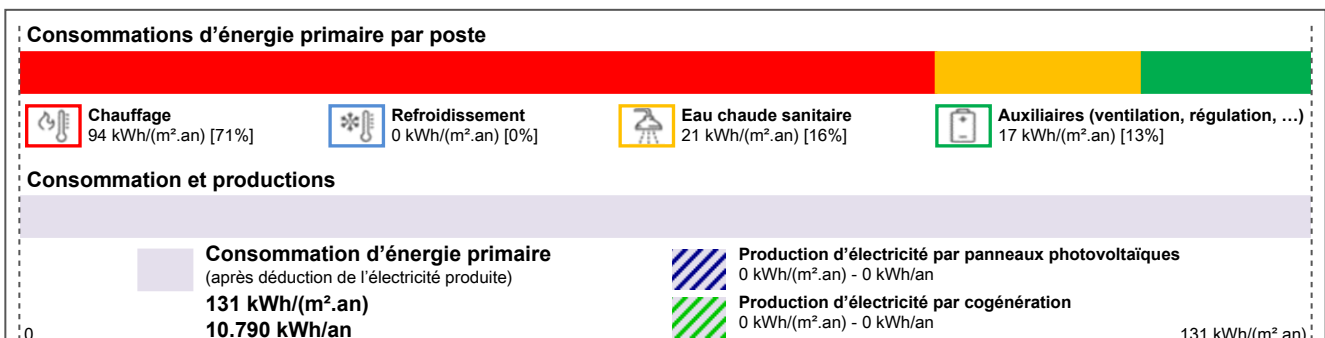 Consommations d’énergie primaire par poste
Chauffage
94 kWh/(m².an) [71%]
Refroidissement
0 kWh/(m².an) [0%]
Eau chaude sanitaire
21 kWh/(m².an) [16%]
Auxiliaires (ventilation, régulation, …)
17 kWh/(m².an) [13%]
Consommation et productions
Consommation d’énergie primaire
(après déduction de l’électricité produite)
131 kWh/(m².an)
10.790 kWh/an
Production d’électricité par panneaux photovoltaïques
0 kWh/(m².an) - 0 kWh/an
Production d’électricité par cogénération
0 kWh/(m².an) - 0 kWh/an
0
131 kWh/(m².an)